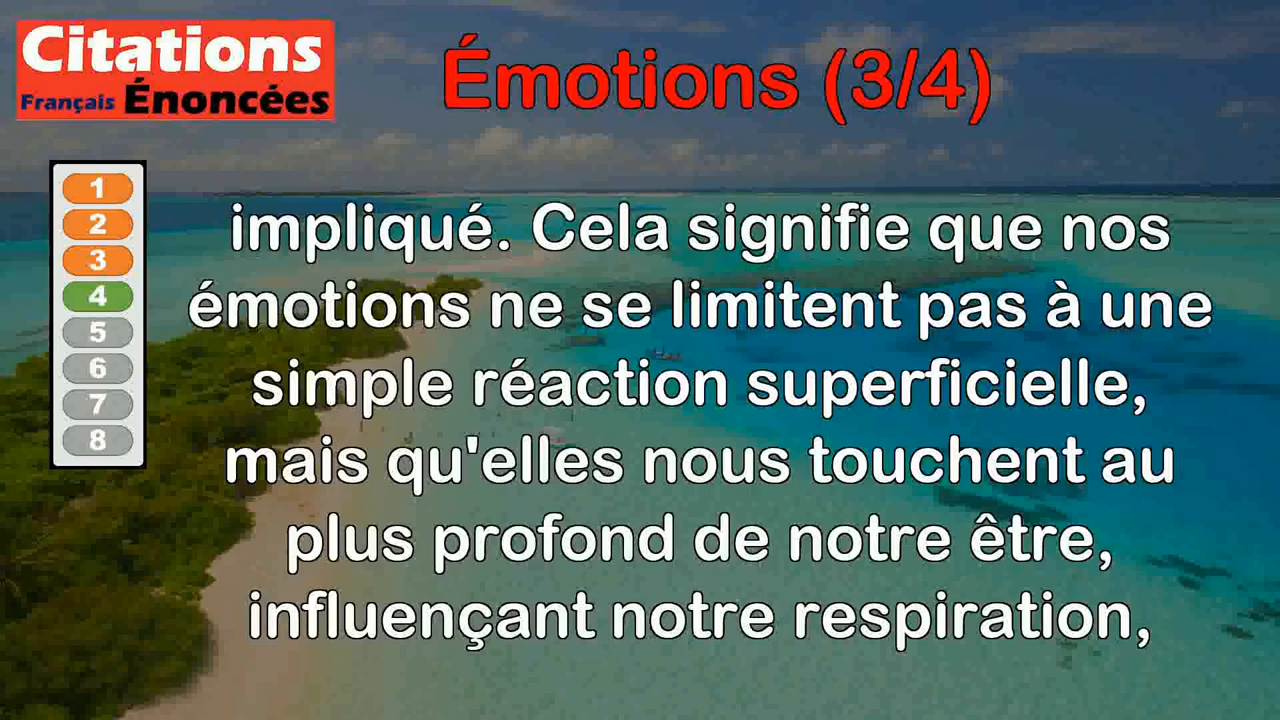 Citations
Français Énoncées
Émotions (3/4)
1
2
3
4
5
6
7
8
impliqué. Cela signifie que nos
émotions ne se limitent pas à une
simple réaction superficielle,
mais qu'elles nous touchent au
plus profond de notre être,
influençant notre respiration,